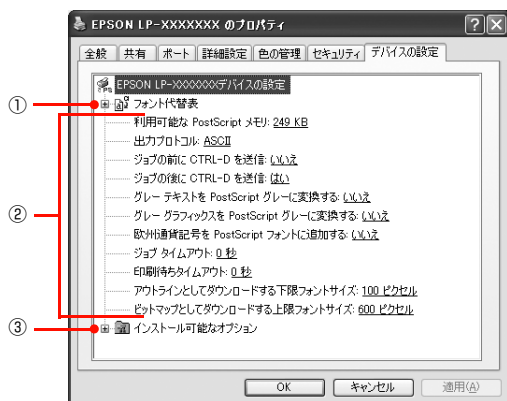 EPSON LP-XXXXXXX のプロパティ
全般 共有 ポート 詳細設定 色の管理 セキュリティ デバイスの設定
EPSON LP-XXXXXXXデバイスの設定
① フォント代替表
②
利用可能な PostScript メモリ: 249 KB
出力プロトコル: ASCII
ジョブの前に CTRL-D を送信: いいえ
ジョブの後に CTRL-D を送信: はい
グレー テキストを PostScript グレーに変換する: いいえ
グレー グラフィックスを PostScript グレーに変換する: いいえ
欧州通貨記号を PostScript フォントに追加する: いいえ
ジョブ タイムアウト: 0 秒
印刷待ちタイムアウト: 0 秒
アウトラインとしてダウンロードする下限フォントサイズ: 100 ピクセル
ビットマップとしてダウンロードする上限フォントサイズ: 600 ピクセル
③ インストール可能なオプション
OK キャンセル 適用(A)